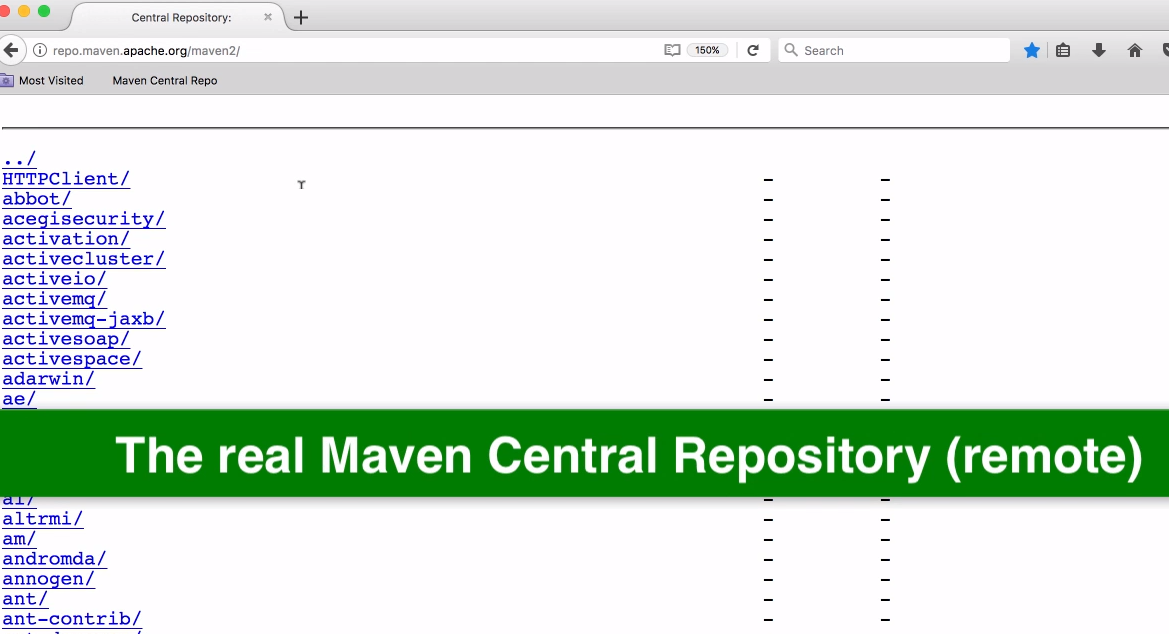 Central Repository:
repo.maven.apache.org/maven2/
150%
Search
Most Visited
Maven Central Repo
../
HTTPClient/ - -
abbot/ - -
acegisecurity/ - -
activation/ - -
activecluster/ - -
activeio/ - -
activemq/ - -
activemq-jaxb/ - -
activesoap/ - -
activespace/ - -
adarwin/ - -
ae/ - -
The real Maven Central Repository (remote)
altrmi/ - -
am/ - -
andromda/ - -
annogen/ - -
ant/ - -
ant-contrib/ - -